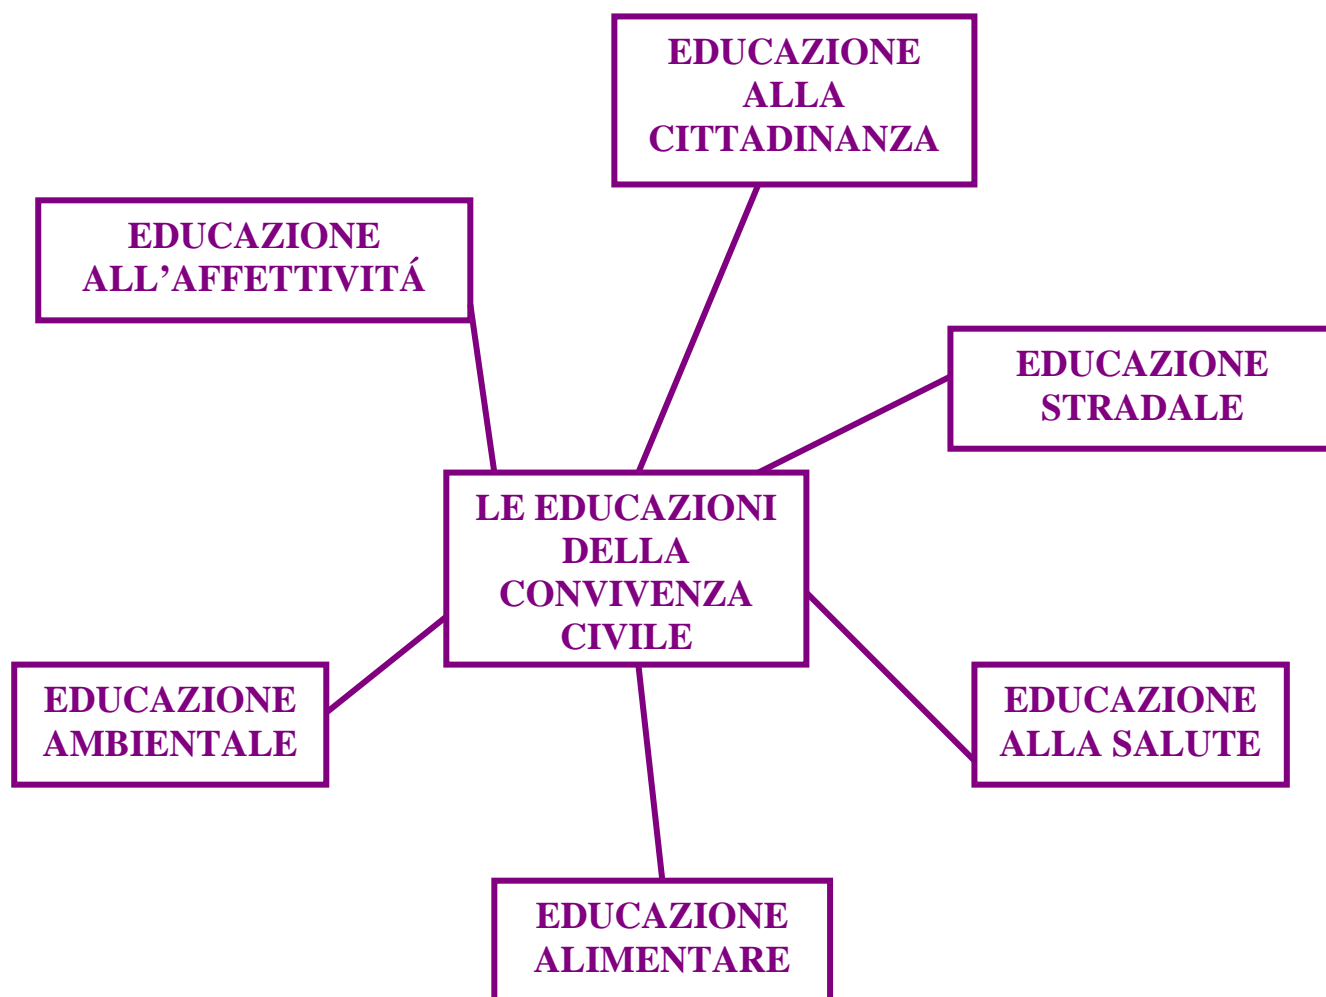 EDUCAZIONE
ALLA
CITTADINANZA
EDUCAZIONE
ALL’AFFETTIVITÁ
EDUCAZIONE
STRADALE
LE EDUCAZIONI
DELLA
CONVIVENZA
CIVILE
EDUCAZIONE
AMBIENTALE
EDUCAZIONE
ALLA SALUTE
EDUCAZIONE
ALIMENTARE